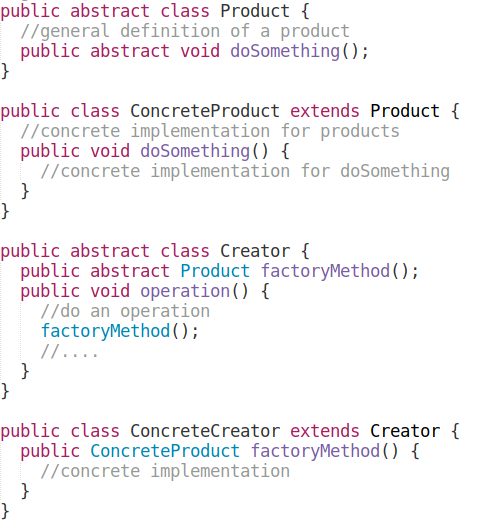 public abstract class Product {
  //general definition of a product
  public abstract void doSomething();
}

public class ConcreteProduct extends Product {
  //concrete implementation for products
  public void doSomething() {
    //concrete implementation for doSomething
  }
}

public abstract class Creator {
  public abstract Product factoryMethod();
  public void operation() {
    //do an operation
    factoryMethod();
    //....
  }
}

public class ConcreteCreator extends Creator {
  public ConcreteProduct factoryMethod() {
    //concrete implementation
  }
}